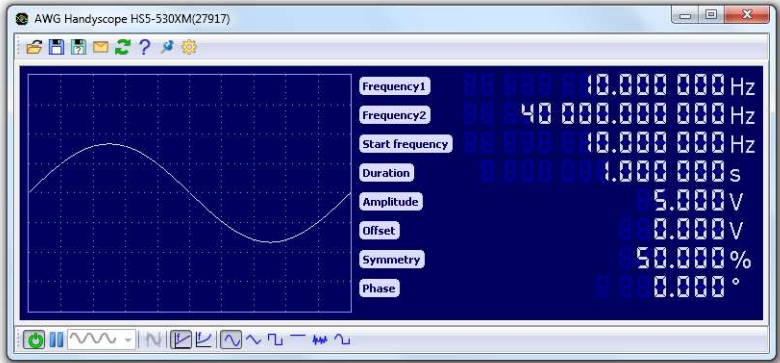 AWG Handyscope HS5-530XM(27917)
Frequency1 10.000 000 Hz
Frequency2 40 000.000 000 Hz
Start frequency 10.000 000 Hz
Duration 1.000 000 s
Amplitude 5.000 V
Offset 0.000 V
Symmetry 50.000 %
Phase 0.000 °